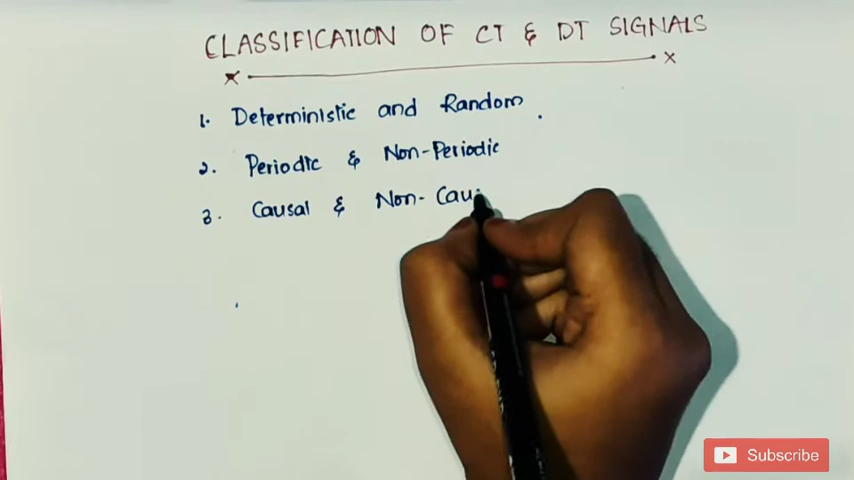 CLASSIFICATION OF CT & DT SIGNALS
1. Deterministic and Random
2. Periodic & Non-Periodic
3. Causal & Non-Cau
Subscribe